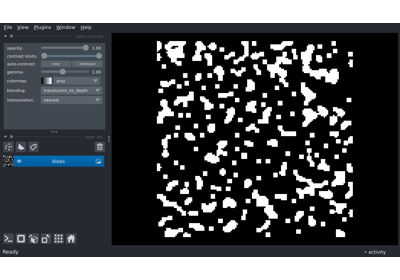 File View Plugins Window Help
opacity: 1.00
contrast limits:
auto-contrast: once continuous
gamma: 1.00
colormap: gray
blending: translucent_no_depth
interpolation: nearest
blobs
Ready
activity